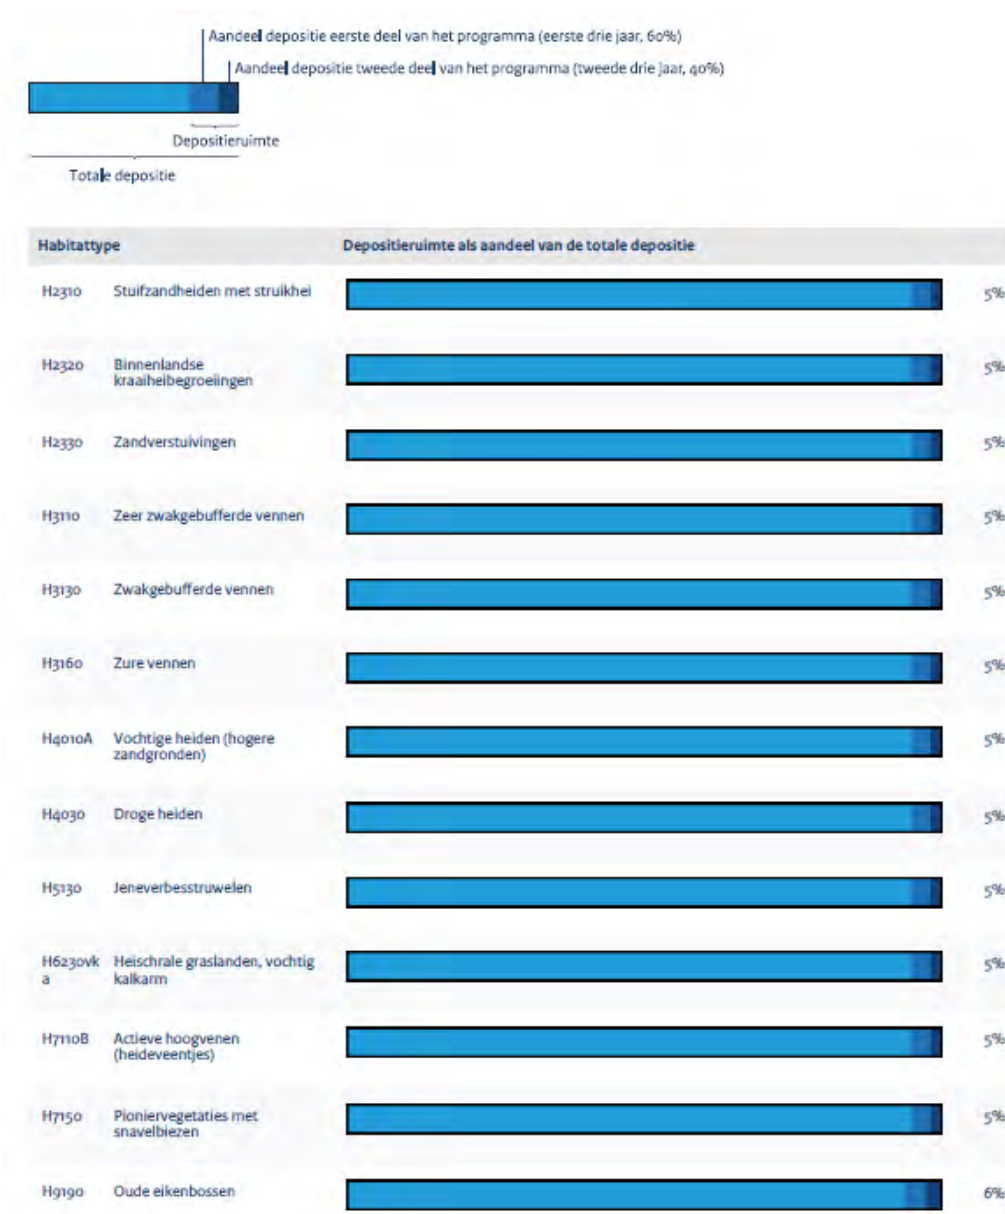 Aandeel depositie eerste deel van het programma (eerste drie jaar, 60%)
Aandeel depositie tweede deel van het programma (tweede drie jaar, 40%)
Depositieruimte
Totale depositie
Habitattype Depositieruimte als aandeel van de totale depositie
H2310 Stuifzandheiden met struikhei 5%
H2320 Binnenlandse
kraaiheibegroeiingen 5%
H2330 Zandverstuivingen 5%
H3110 Zeer zwakgebufferde vennen 5%
H3130 Zwakgebufferde vennen 5%
H3160 Zure vennen 5%
H4010A Vochtige heiden (hogere
zandgronden) 5%
H4030 Droge heiden 5%
H5130 Jeneverbesstruwelen 5%
H6230vk Heischrale graslanden, vochtig 5%
a kalkarm
H7110B Actieve hoogvenen
(heideveentjes) 5%
H7150 Pioniervegetaties met
snavelbiezen 5%
H9190 Oude eikenbossen 6%